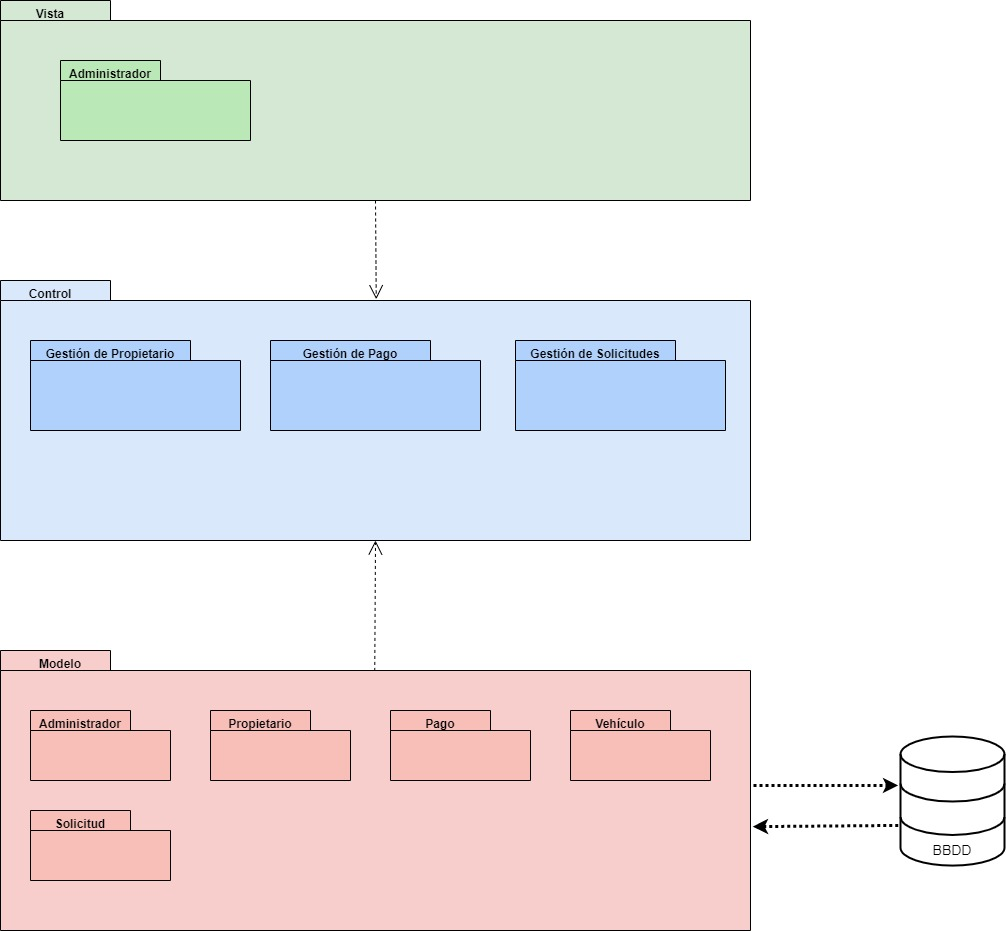 Vista
Administrador
Control
Gestión de Propietario
Gestión de Pago
Gestión de Solicitudes
Modelo
Administrador
Propietario
Pago
Vehículo
Solicitud
BBDD